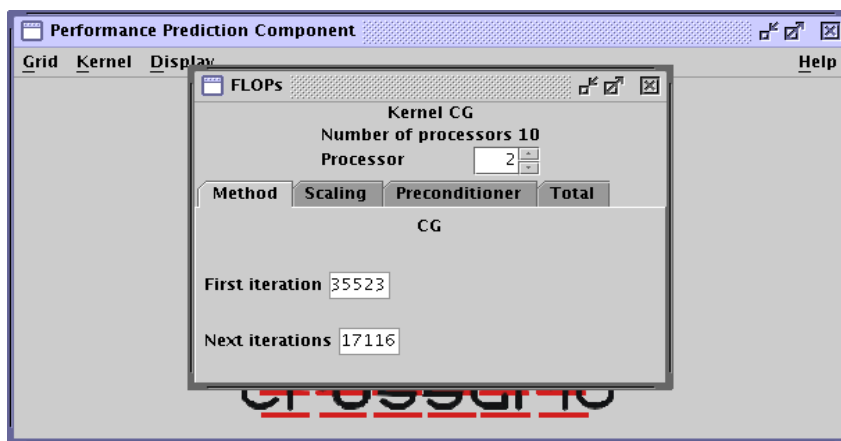 Performance Prediction Component
Grid Kernel Display Help
FLOPs
Kernel CG
Number of processors 10
Processor 2
Method Scaling Preconditioner Total
CG
First iteration 35523
Next iterations 17116